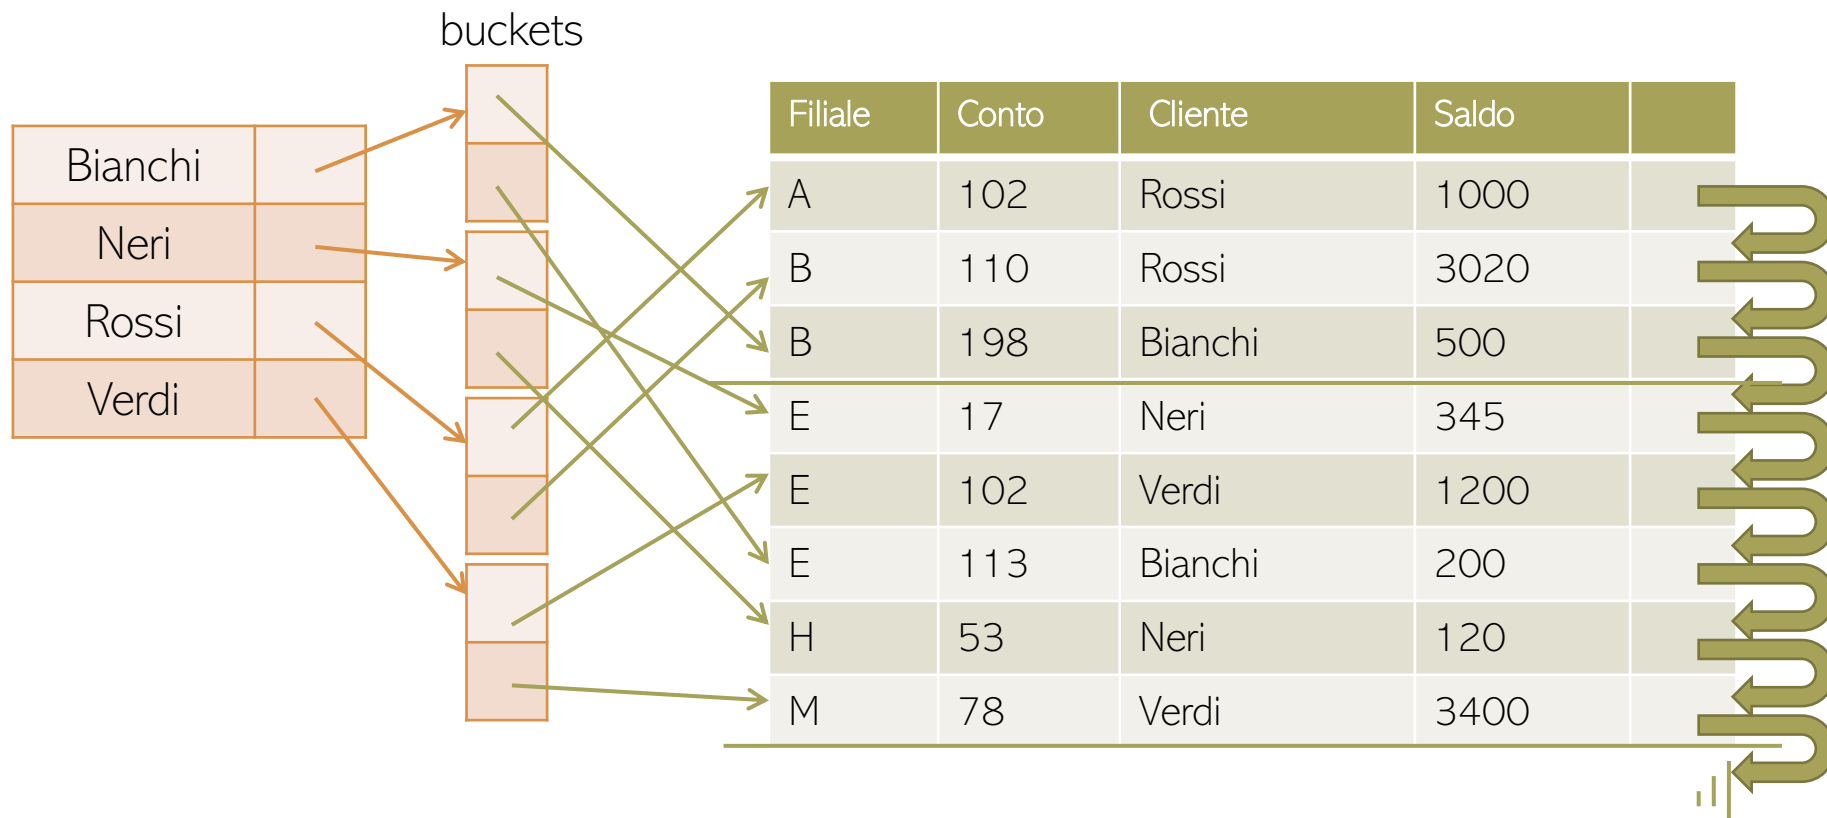 buckets
Bianchi
Neri
Rossi
Verdi
Filiale Conto Cliente Saldo
A 102 Rossi 1000
B 110 Rossi 3020
B 198 Bianchi 500
E 17 Neri 345
E 102 Verdi 1200
E 113 Bianchi 200
H 53 Neri 120
M 78 Verdi 3400